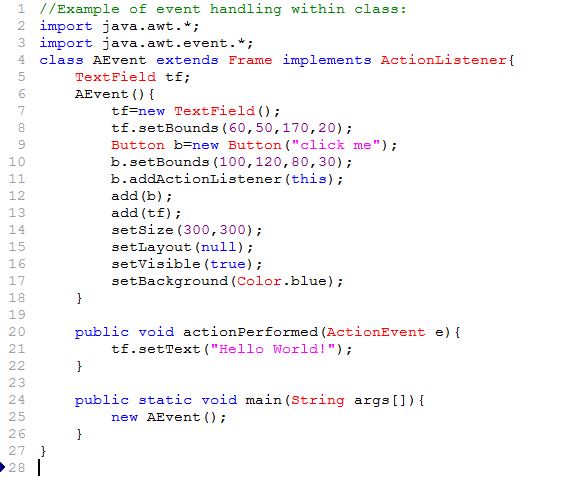 1 //Example of event handling within class:
2 import java.awt.*;
3 import java.awt.event.*;
4 class AEvent extends Frame implements ActionListener{
5     TextField tf;
6     AEvent(){
7         tf=new TextField();
8         tf.setBounds(60,50,170,20);
9         Button b=new Button("click me");
10         b.setBounds(100,120,80,30);
11         b.addActionListener(this);
12         add(b);
13         add(tf);
14         setSize(300,300);
15         setLayout(null);
16         setVisible(true);
17         setBackground(Color.blue);
18     }
19
20     public void actionPerformed(ActionEvent e){
21         tf.setText("Hello World!");
22     }
23
24     public static void main(String args[]){
25         new AEvent();
26     }
27 }
28